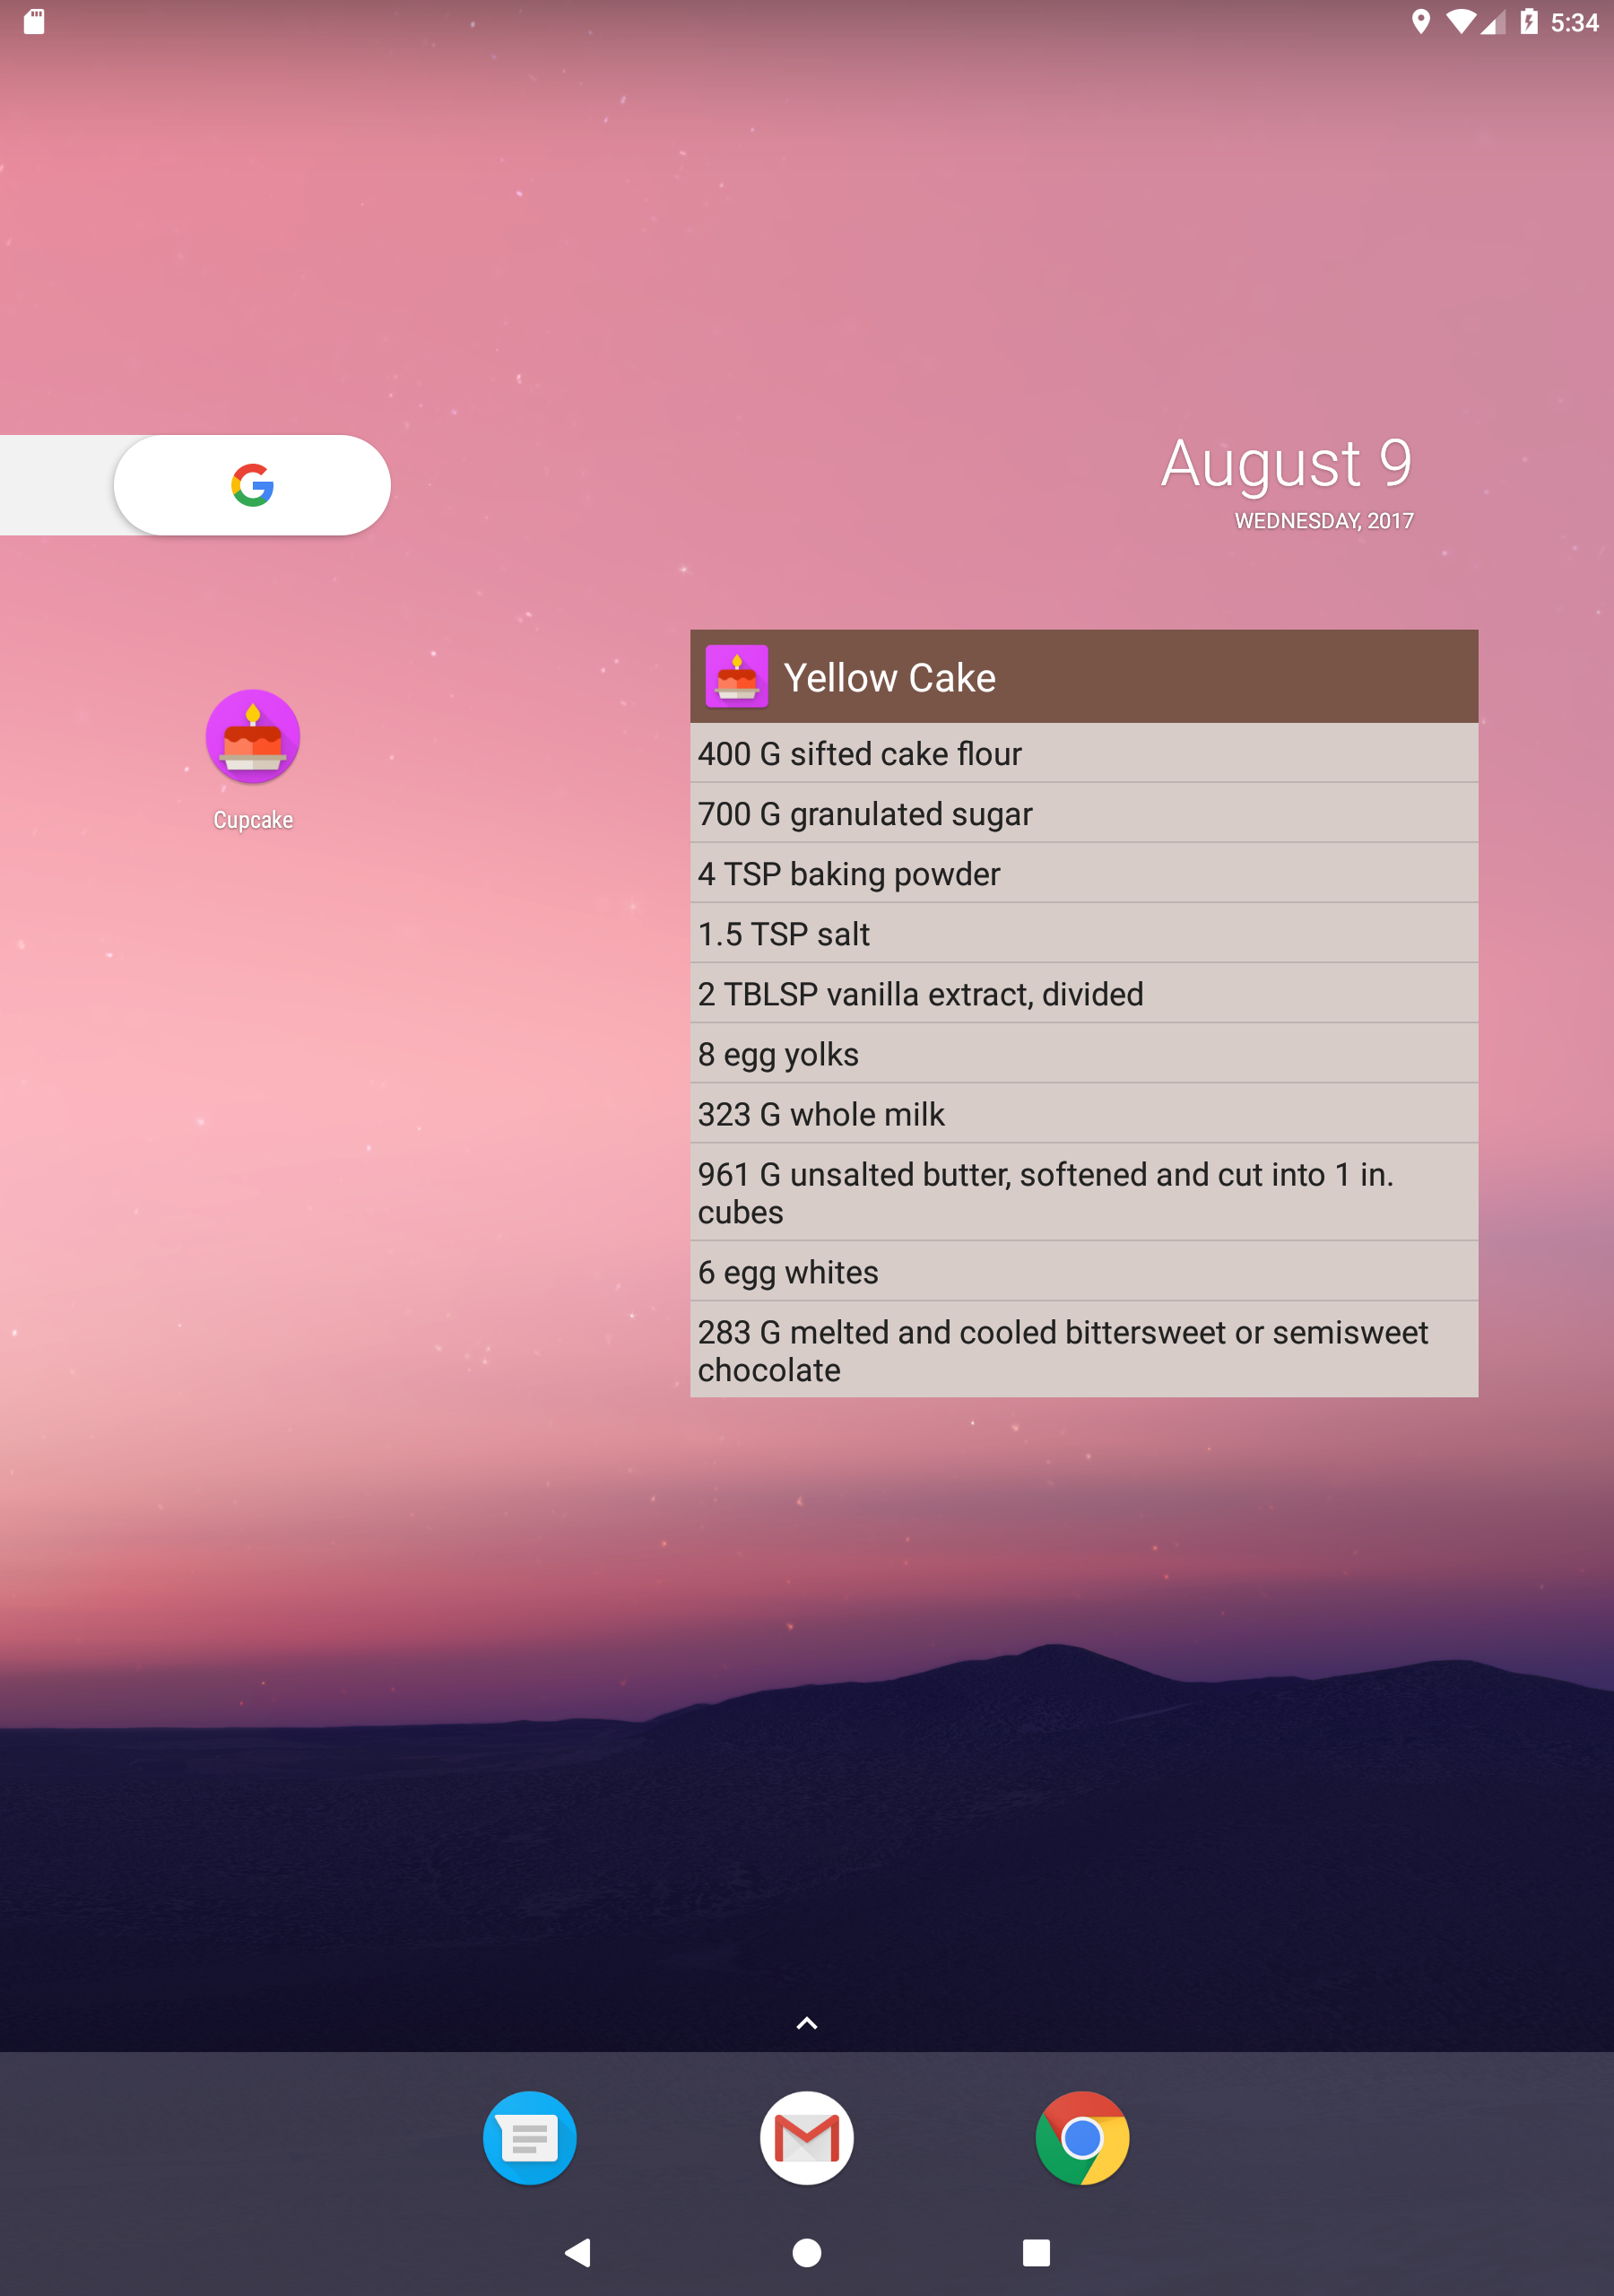 5:34
August 9
WEDNESDAY, 2017
Cupcake
Yellow Cake
400 G sifted cake flour
700 G granulated sugar
4 TSP baking powder
1.5 TSP salt
2 TBLSP vanilla extract, divided
8 egg yolks
323 G whole milk
961 G unsalted butter, softened and cut into 1 in.
cubes
6 egg whites
283 G melted and cooled bittersweet or semisweet
chocolate